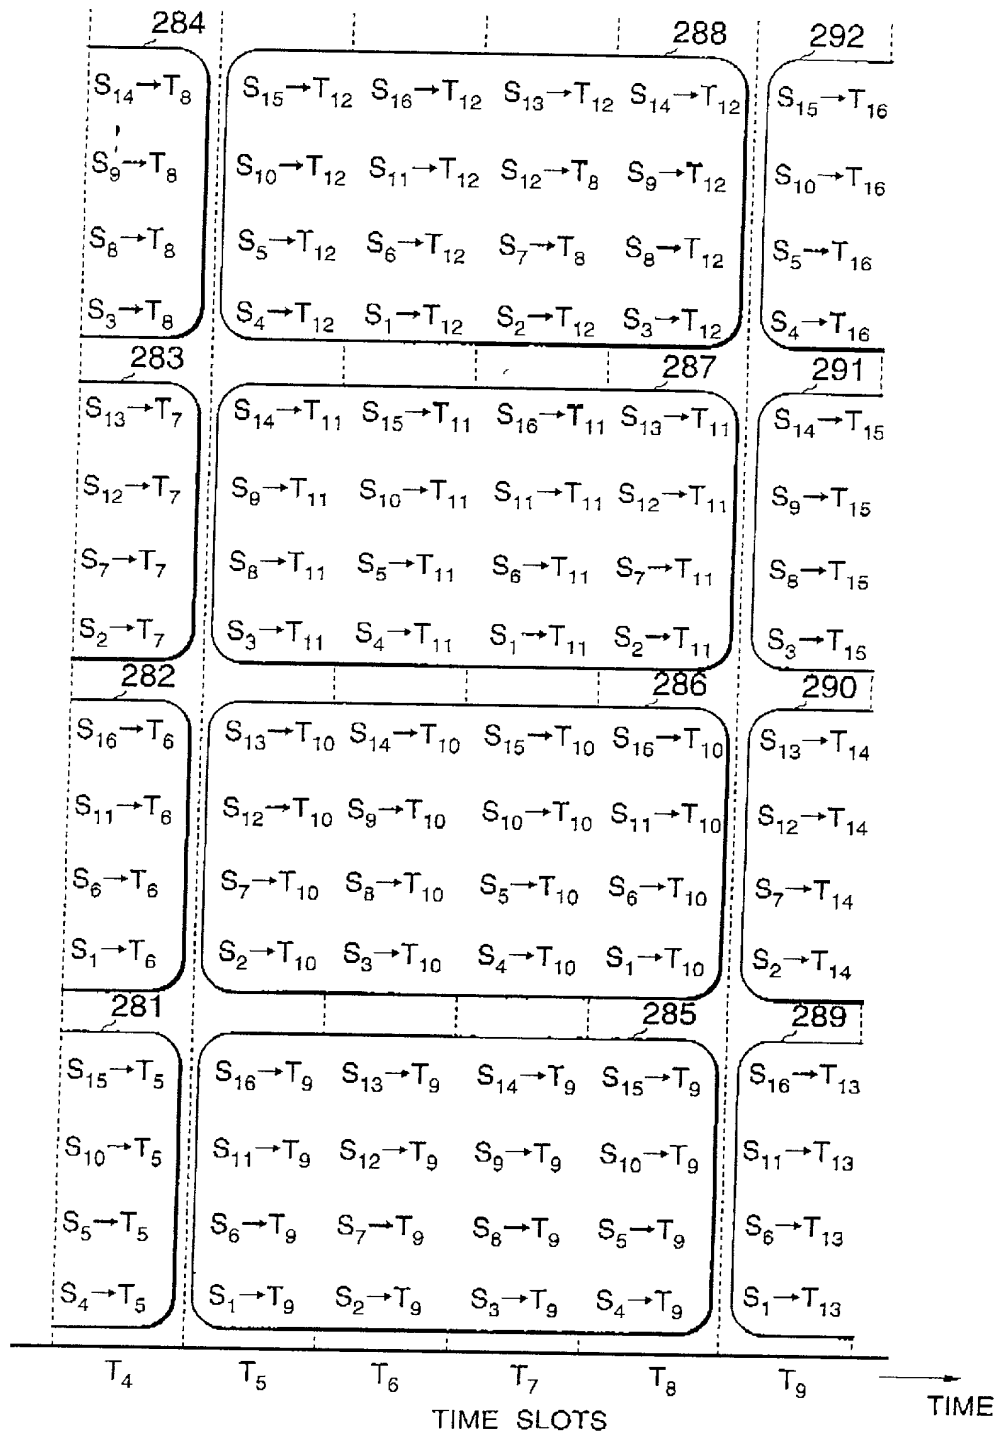 284 288 292
S14→T8 S15→T12 S16→T12 S13→T12 S14→T12 S15→T16
S9→T8 S10→T12 S11→T12 S12→T8 S9→T12 S10→T16
S8→T8 S5→T12 S6→T12 S7→T8 S8→T12 S5→T16
S3→T8 S4→T12 S1→T12 S2→T12 S3→T12 S4→T16
283 287 291
S13→T7 S14→T11 S15→T11 S16→T11 S13→T11 S14→T15
S12→T7 S9→T11 S10→T11 S11→T11 S12→T11 S9→T15
S7→T7 S8→T11 S5→T11 S6→T11 S7→T11 S8→T15
S2→T7 S3→T11 S4→T11 S1→T11 S2→T11 S3→T15
282 286 290
S16→T6 S13→T10 S14→T10 S15→T10 S16→T10 S13→T14
S11→T6 S12→T10 S9→T10 S10→T10 S11→T10 S12→T14
S6→T6 S7→T10 S8→T10 S5→T10 S6→T10 S7→T14
S1→T6 S2→T10 S3→T10 S4→T10 S1→T10 S2→T14
281 285 289
S15→T5 S16→T9 S13→T9 S14→T9 S15→T9 S16→T13
S10→T5 S11→T9 S12→T9 S9→T9 S10→T9 S11→T13
S5→T5 S6→T9 S7→T9 S8→T9 S5→T9 S6→T13
S4→T5 S1→T9 S2→T9 S3→T9 S4→T9 S1→T13
T4 T5 T6 T7 T8 T9
TIME
TIME SLOTS